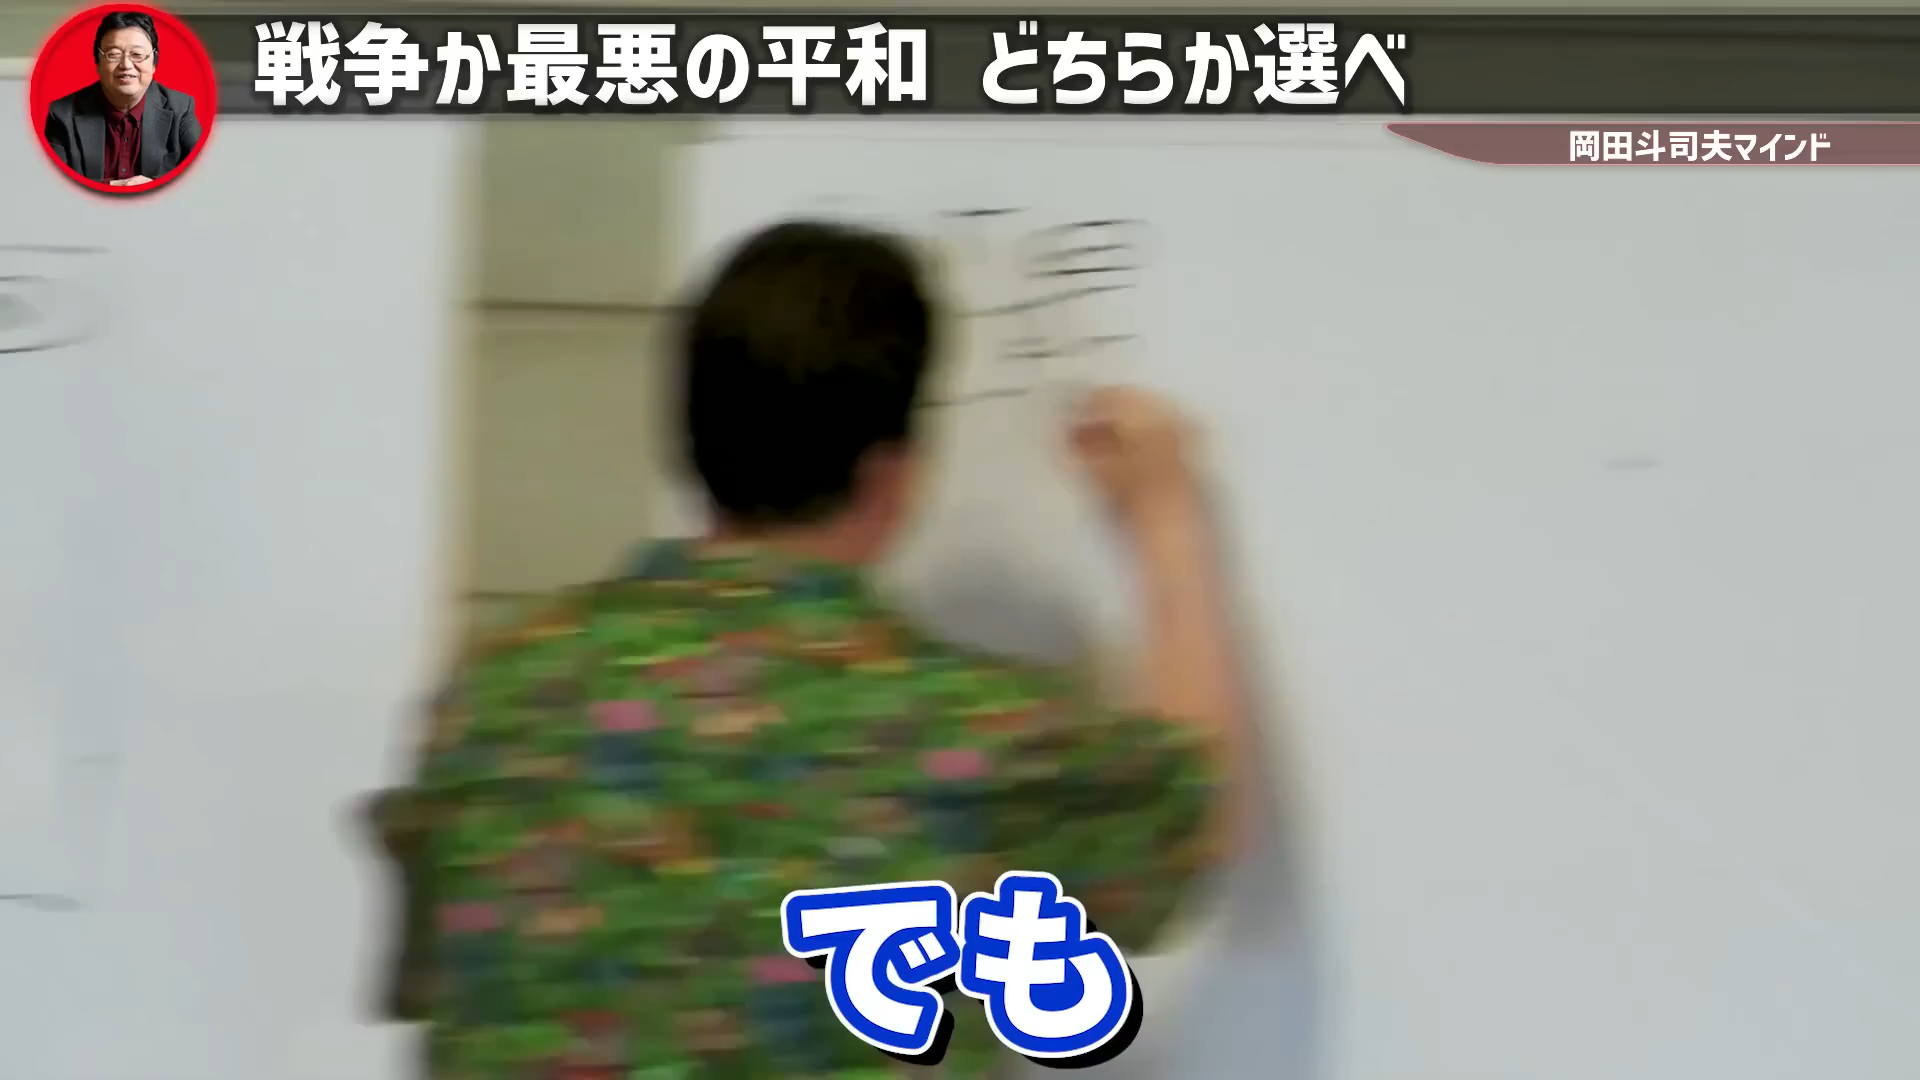 戦争か最悪の平和 どちらか選べ
岡田斗司夫マインド
でも